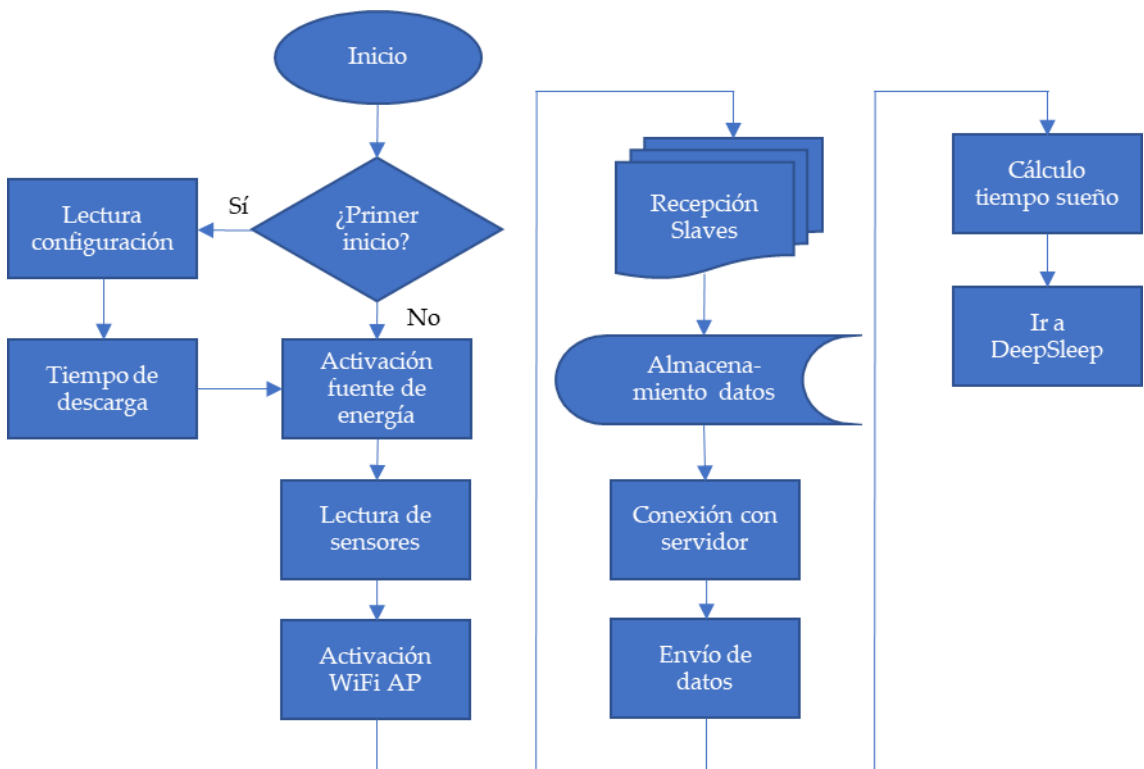 Inicio
¿Primer
inicio?
Sí
Lectura
configuración
Tiempo de
descarga
No
Activación
fuente de
energía
Lectura de
sensores
Activación
WiFi AP
Recepción
Slaves
Almacena-
miento datos
Conexión con
servidor
Envío de
datos
Cálculo
tiempo sueño
Ir a
DeepSleep